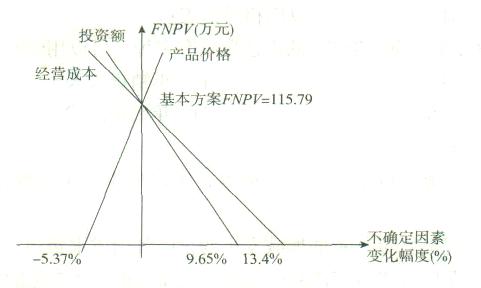 FNPV(万元)
投资额
产品价格
经营成本
基本方案FNPV=115.79
不确定因素
-5.37%
9.65%
13.4%
变化幅度(%)